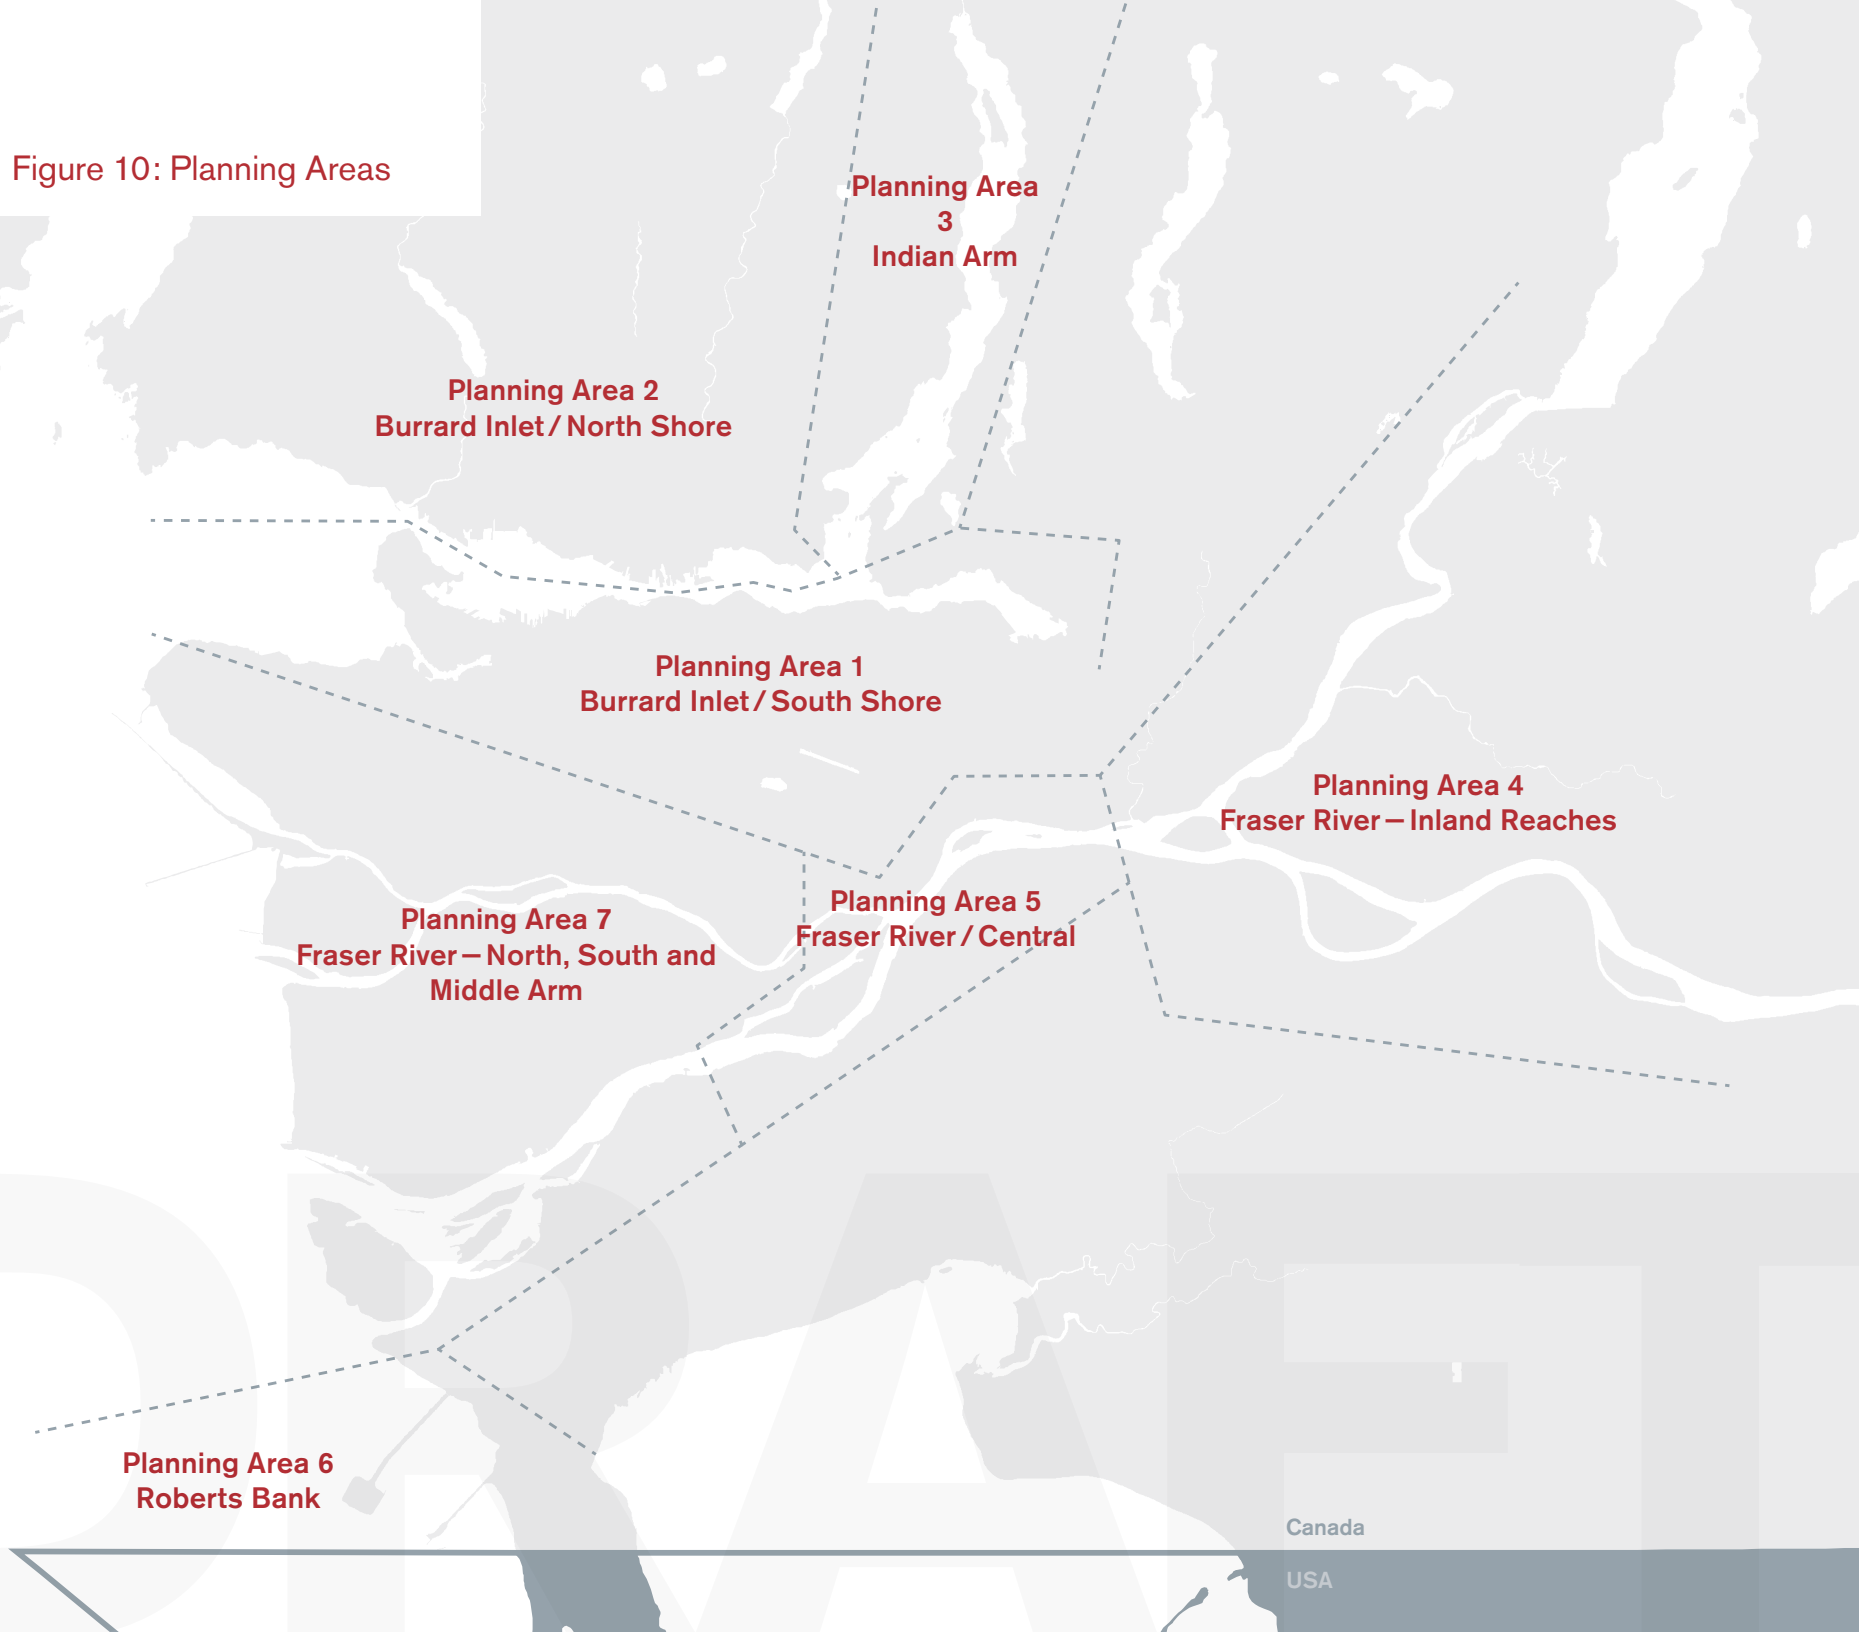 Figure 10: Planning Areas
Planning Area
3
Indian Arm
Planning Area 2
Burrard Inlet / North Shore
Planning Area 1
Burrard Inlet / South Shore
Planning Area 4
Fraser River – Inland Reaches
Planning Area 5
Fraser River / Central
Planning Area 7
Fraser River – North, South and
Middle Arm
Planning Area 6
Roberts Bank
Canada
USA
DRAFT